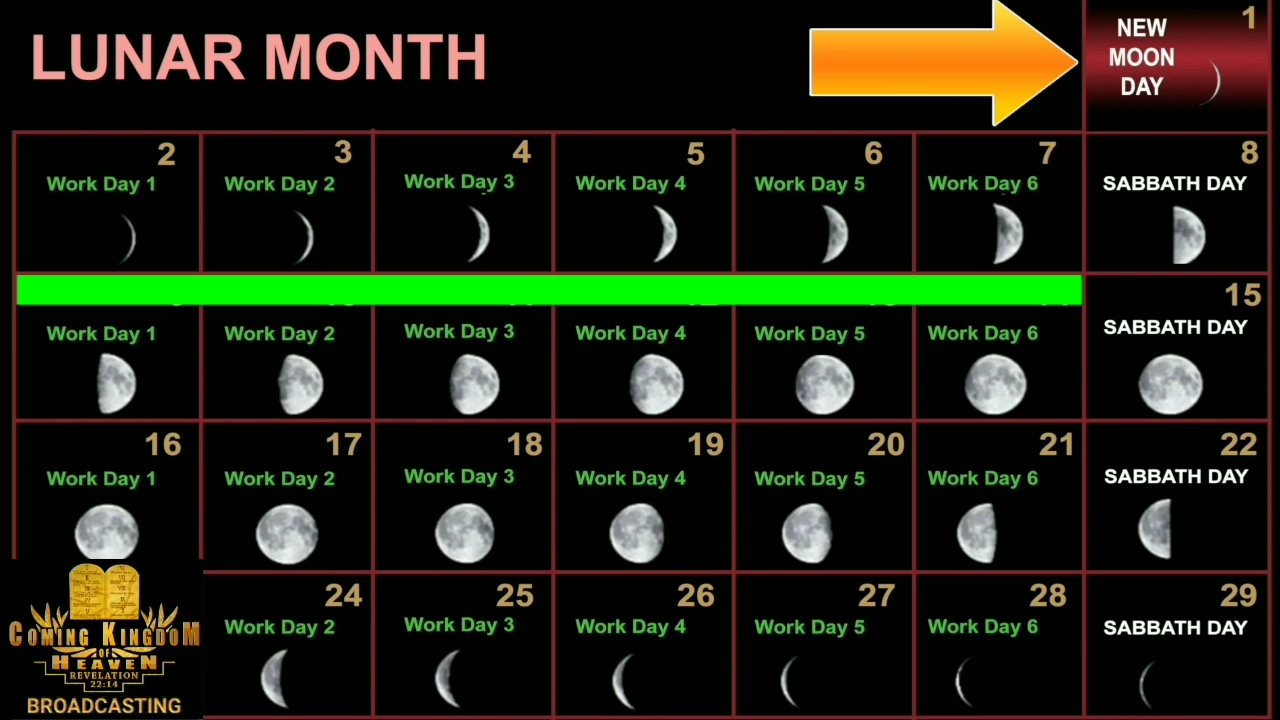 LUNAR MONTH
1
NEW
MOON
DAY
2 3 4 5 6 7 8
Work Day 1 Work Day 2 Work Day 3 Work Day 4 Work Day 5 Work Day 6 SABBATH DAY
15
Work Day 1 Work Day 2 Work Day 3 Work Day 4 Work Day 5 Work Day 6 SABBATH DAY
16 17 18 19 20 21 22
Work Day 1 Work Day 2 Work Day 3 Work Day 4 Work Day 5 Work Day 6 SABBATH DAY
24 25 26 27 28 29
Work Day 2 Work Day 3 Work Day 4 Work Day 5 Work Day 6 SABBATH DAY
COMING KINGDOM
OF
HEAVEN
REVELATION
22:14
BROADCASTING